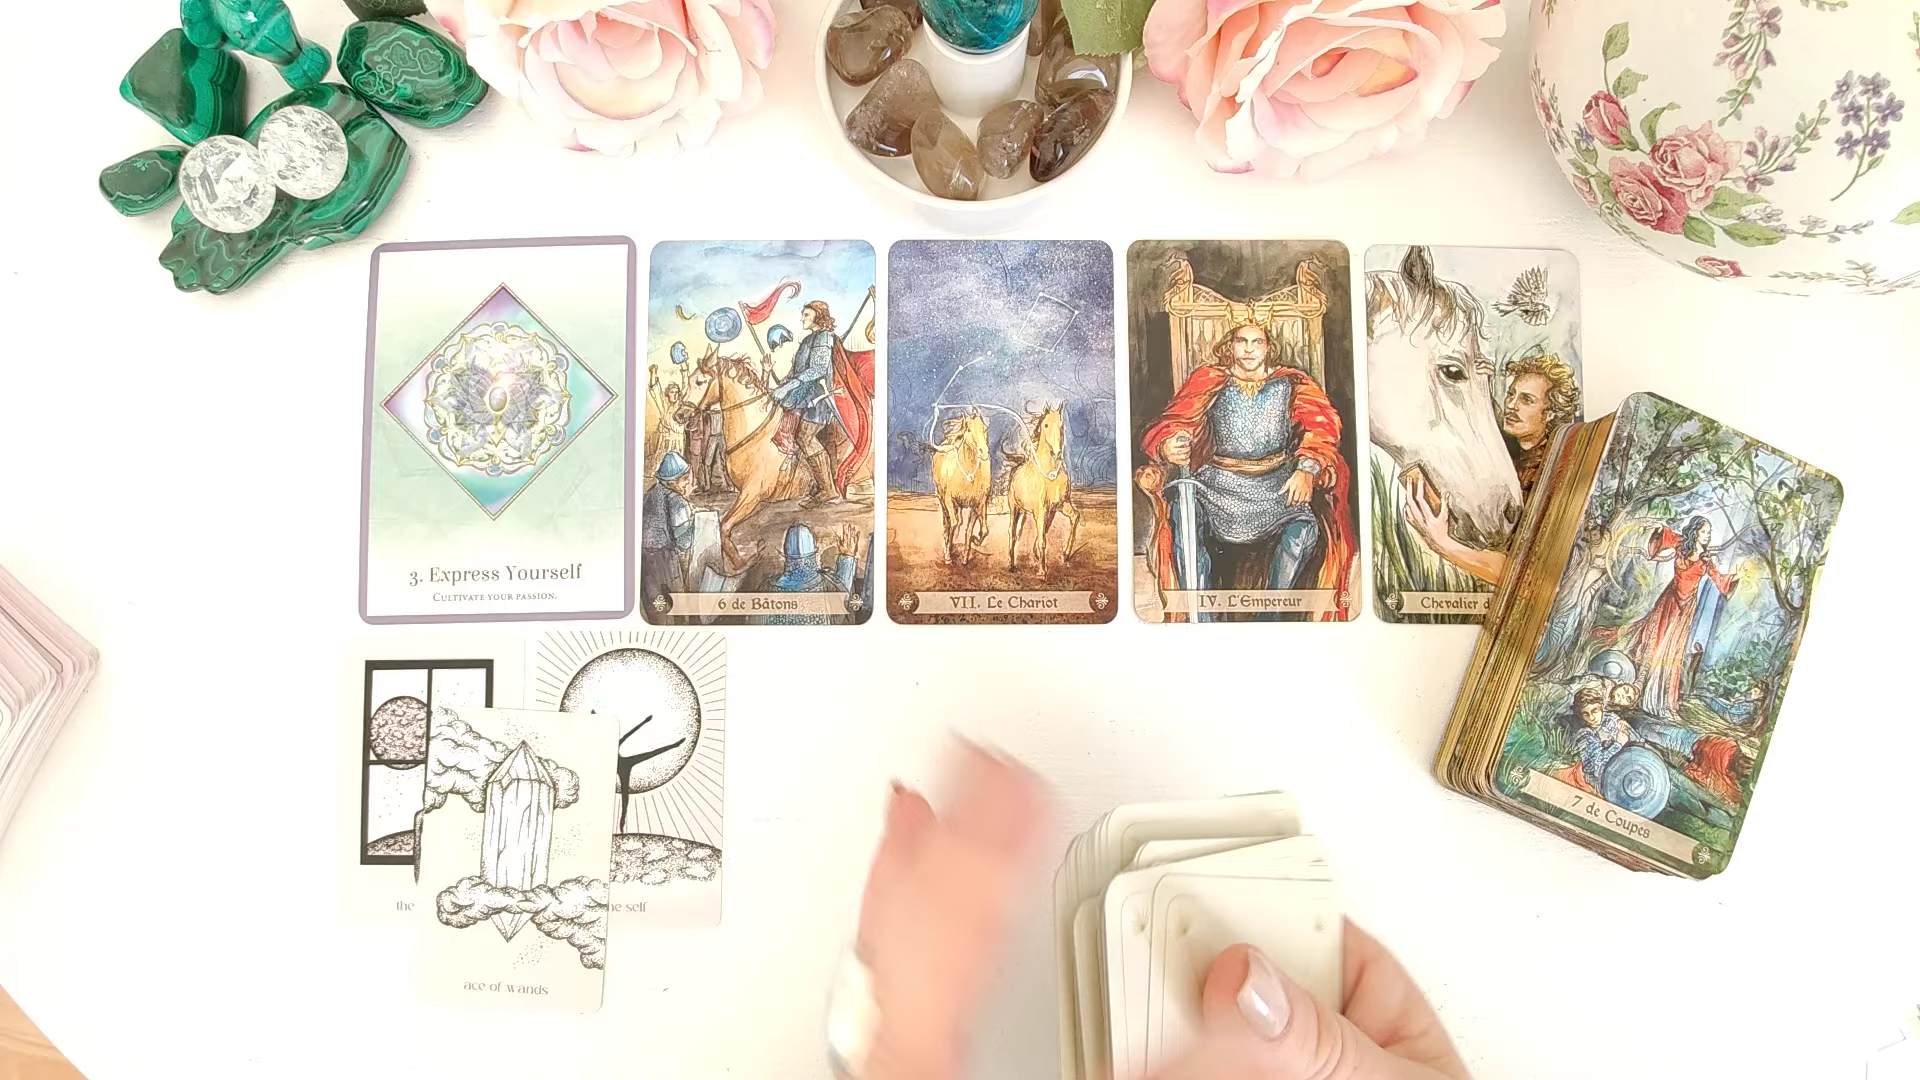 3. Express Yourself
Cultivate your passion.
6 de Bâtons
VII. Le Chariot
IV. L'Empereur
Chevalier d
7 de Coupes
the
he self
ace of wands